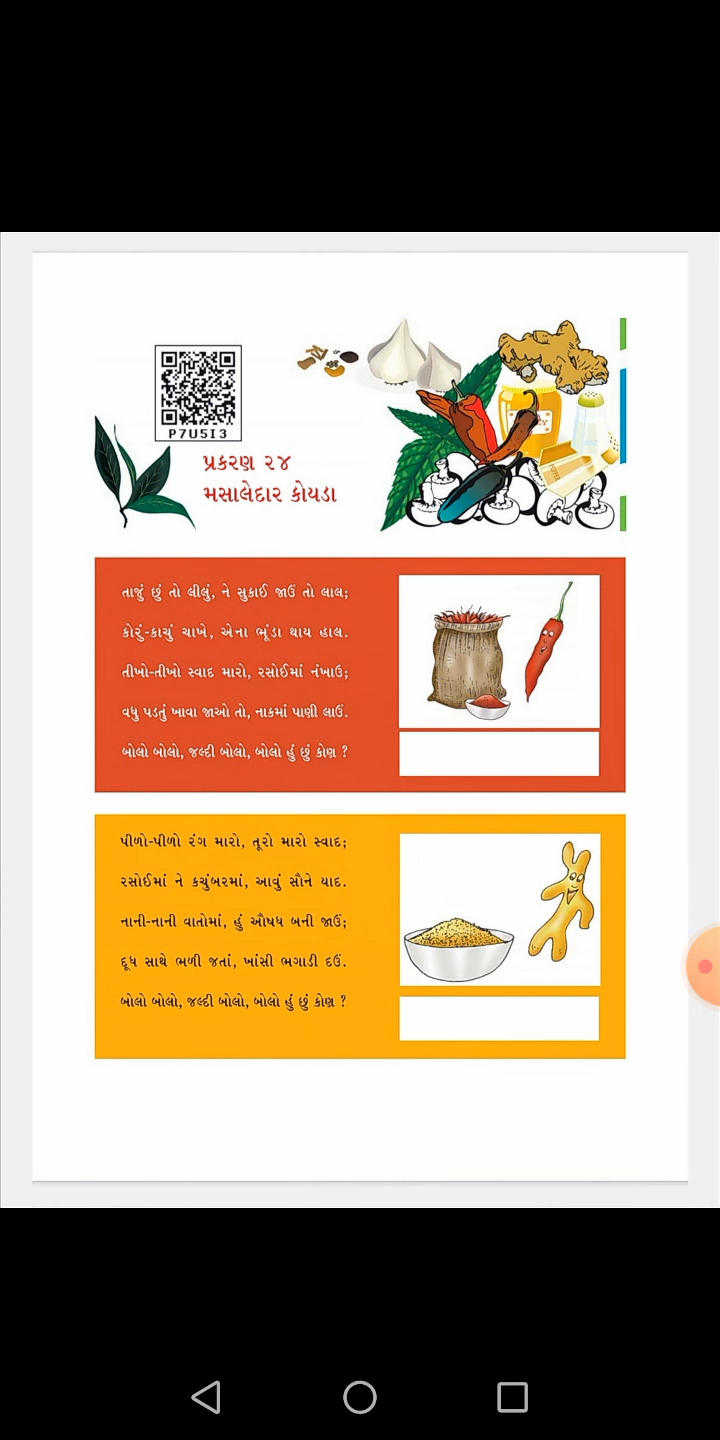 P7U5I3
પ્રકરણ ૨૪
મસાલેદાર કોયડા
તાજું છું તો લીલું, ને સુકાઈ જાઉં તો લાલ;
કોરું-કાચું ચાખે, એના ભૂંડા થાય હાલ.
તીખો-તીખો સ્વાદ મારો, રસોઈમાં નંખાઉ;
વધુ પડતું ખાવા જાઓ તો, નાકમાં પાણી લાઉં.
બોલો બોલો, જલ્દી બોલો, બોલો હું છું કોણ ?
પીળો-પીળો રંગ મારો, તૂરો મારો સ્વાદ;
રસોઈમાં ને કચુંબરમાં, આવું સૌને યાદ.
નાની-નાની વાતોમાં, હું ઔષધ બની જાઉં;
દૂધ સાથે ભળી જતાં, ખાંસી ભગાડી દઉં.
બોલો બોલો, જલ્દી બોલો, બોલો હું છું કોણ ?